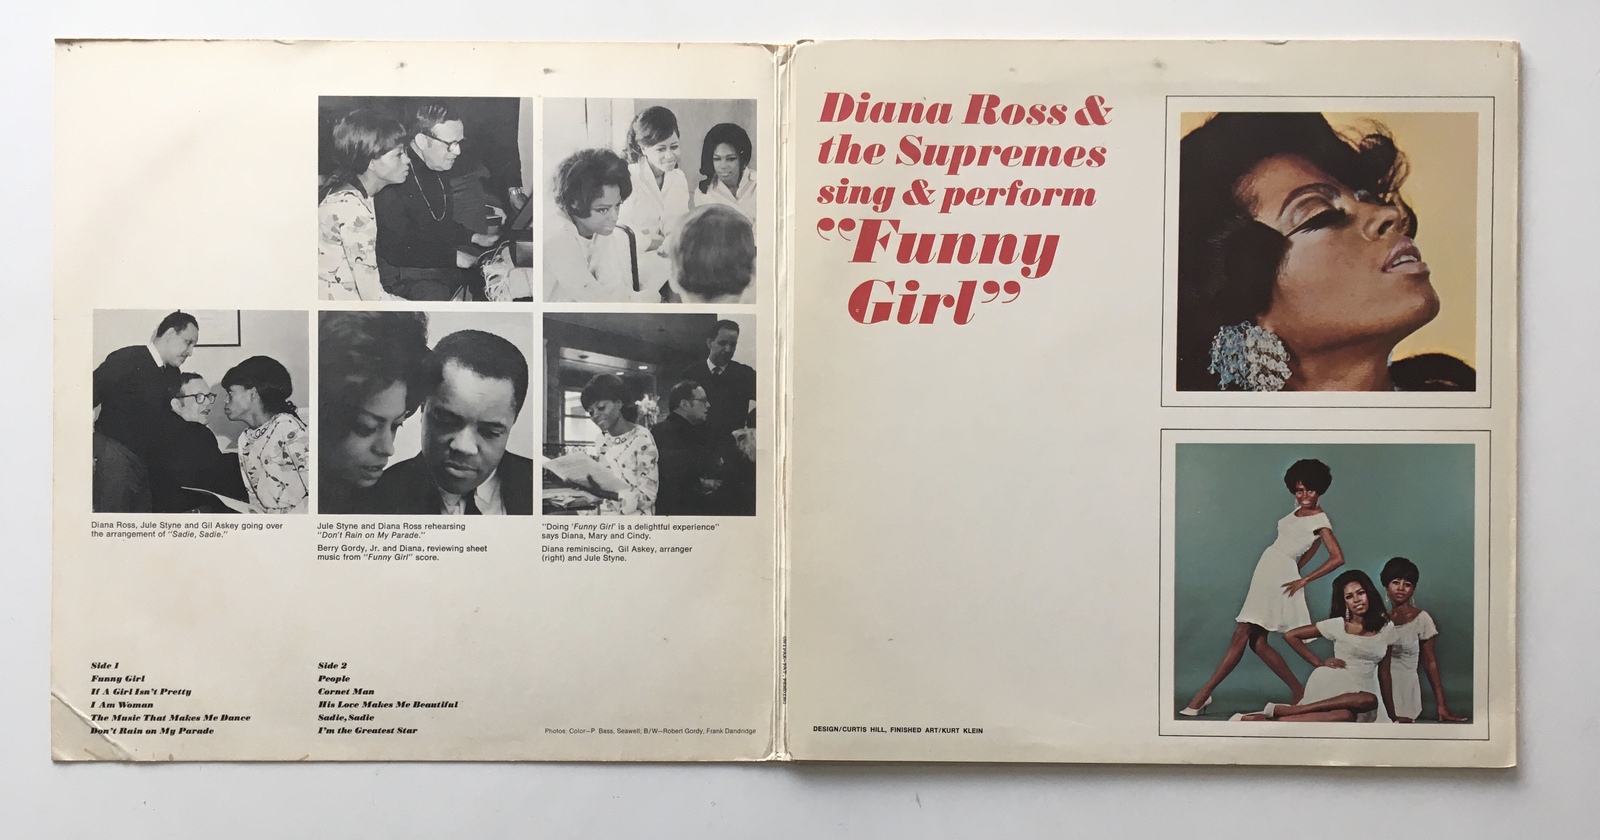 Diana Ross, Jule Styne and Gil Askey going over
the arrangement of "Sadie, Sadie."
Jule Styne and Diana Ross rehearsing
"Don't Rain on My Parade."
Berry Gordy, Jr. and Diana, reviewing sheet
music from "Funny Girl" score.
"Doing 'Funny Girl' is a delightful experience"
says Diana, Mary and Cindy.
Diana reminiscing, Gil Askey, arranger
(right) and Jule Styne.
Side 1
Funny Girl
If A Girl Isn't Pretty
I Am Woman
The Music That Makes Me Dance
Don't Rain on My Parade
Side 2
People
Cornet Man
His Love Makes Me Beautiful
Sadie, Sadie
I'm the Greatest Star
Photos: Color—P. Bass, Seawell; B/W—Robert Gordy, Frank Dandridge
Diana Ross &
the Supremes
sing & perform
"Funny
Girl"
DESIGN/CURTIS HILL, FINISHED ART/KURT KLEIN